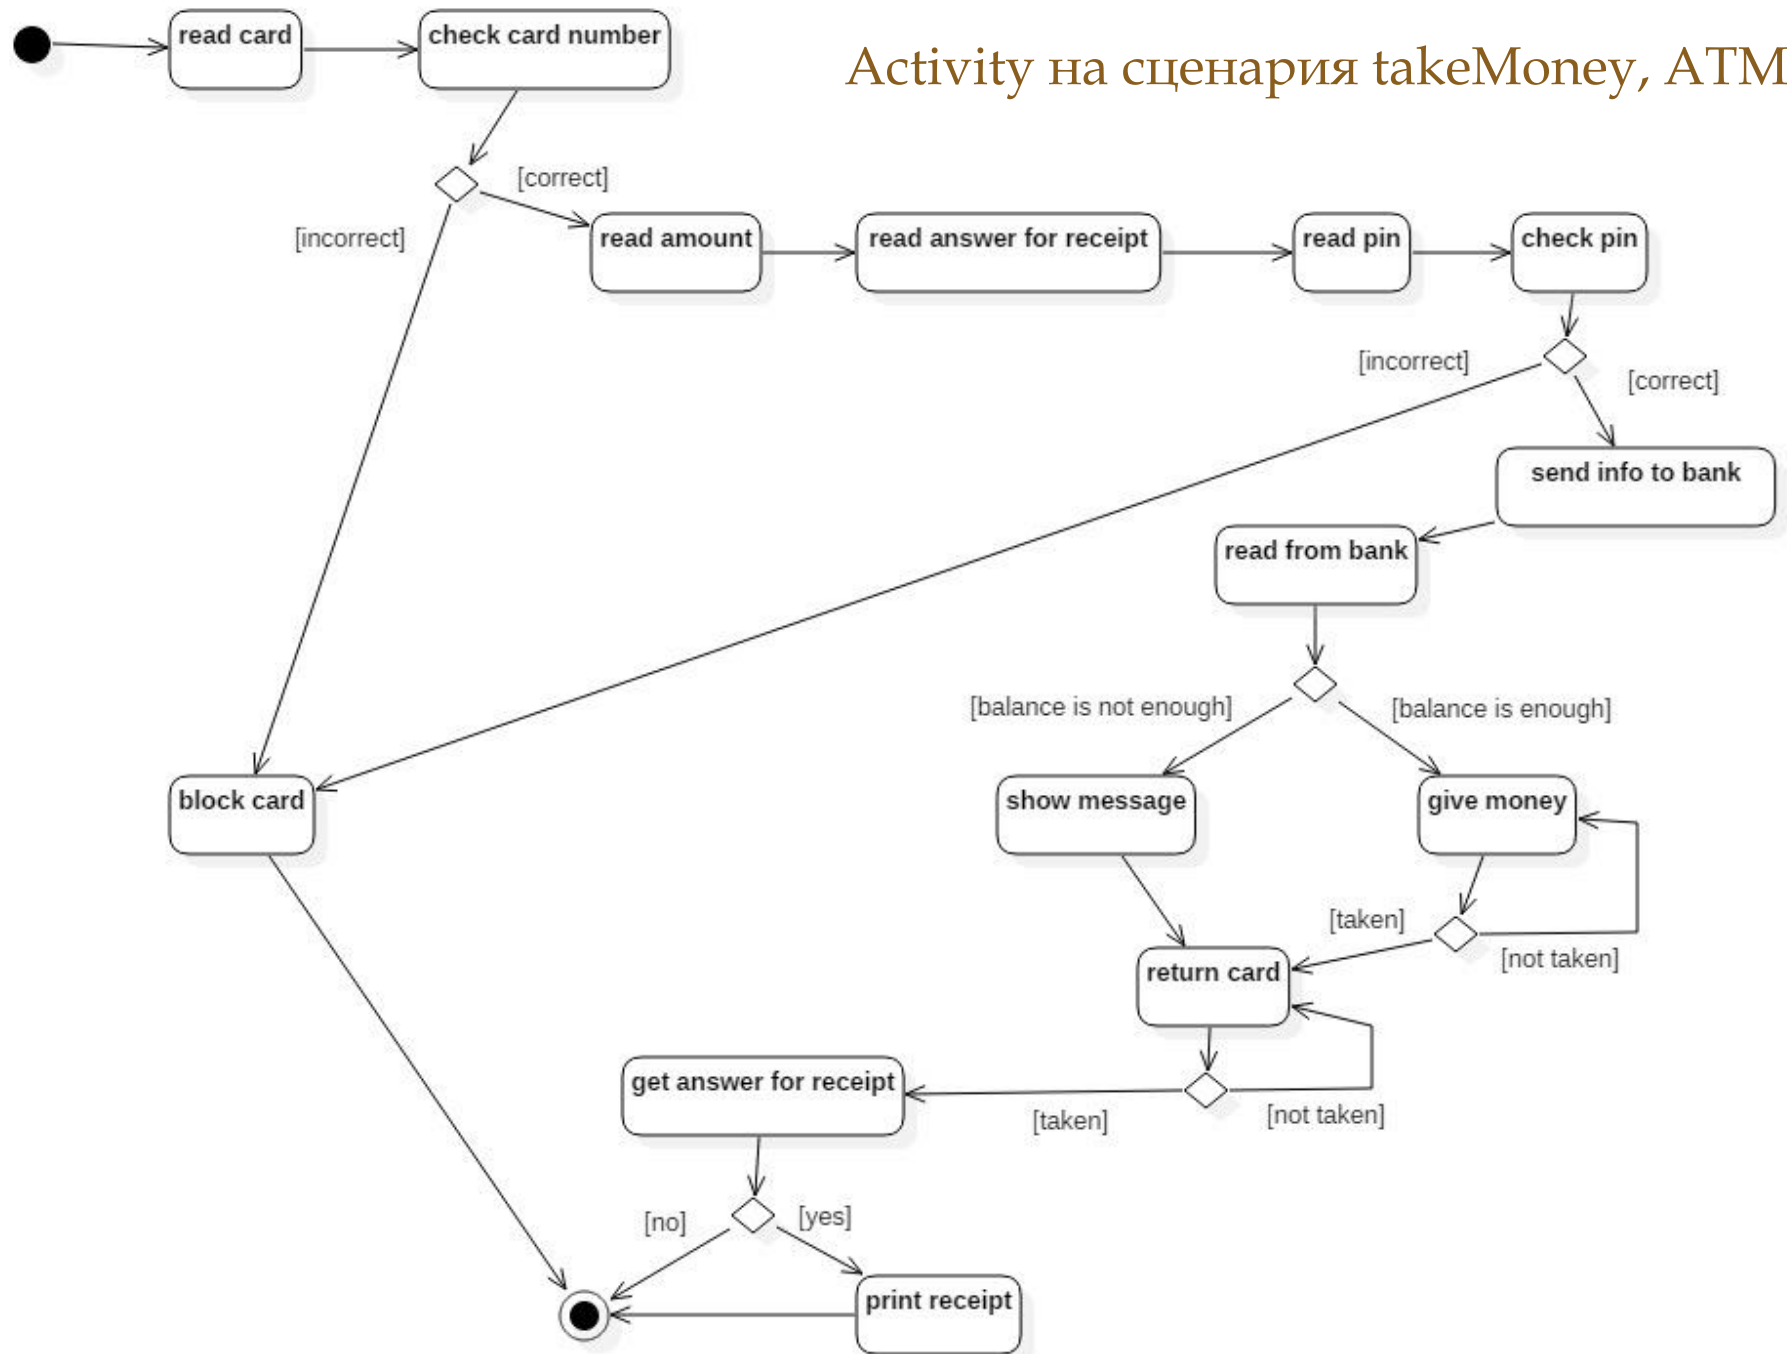 read card
check card number
Activity на сценария takeMoney, ATM
[correct]
[incorrect]
read amount
read answer for receipt
read pin
check pin
[incorrect]
[correct]
send info to bank
read from bank
[balance is not enough]
[balance is enough]
block card
show message
give money
[taken]
[not taken]
return card
get answer for receipt
[taken]
[not taken]
[no]
[yes]
print receipt